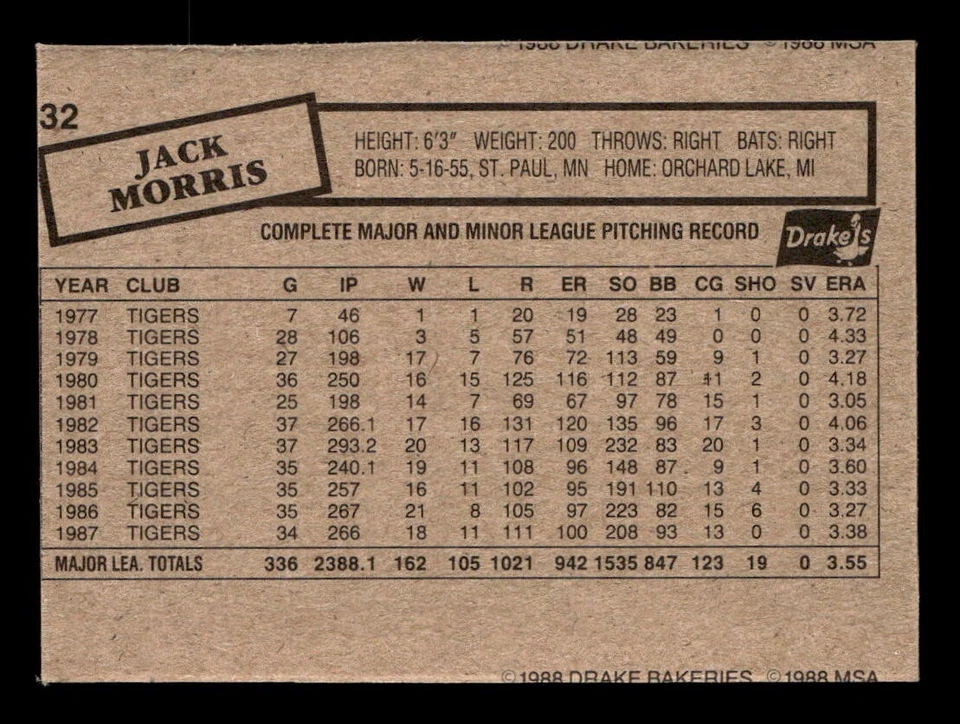 1988 DRAKE BAKERIES © 1988 MSA
32
JACK
MORRIS
HEIGHT: 6'3" WEIGHT: 200 THROWS: RIGHT BATS: RIGHT
BORN: 5-16-55, ST. PAUL, MN HOME: ORCHARD LAKE, MI
COMPLETE MAJOR AND MINOR LEAGUE PITCHING RECORD
Drake's
YEAR CLUB G IP W L R ER SO BB CG SHO SV ERA
1977 TIGERS 7 46 1 1 20 19 28 23 1 0 0 3.72
1978 TIGERS 28 106 3 5 57 51 48 49 0 0 0 4.33
1979 TIGERS 27 198 17 7 76 72 113 59 9 1 0 3.27
1980 TIGERS 36 250 16 15 125 116 112 87 11 2 0 4.18
1981 TIGERS 25 198 14 7 69 67 97 78 15 1 0 3.05
1982 TIGERS 37 266.1 17 16 131 120 135 96 17 3 0 4.06
1983 TIGERS 37 293.2 20 13 117 109 232 83 20 1 0 3.34
1984 TIGERS 35 240.1 19 11 108 96 148 87 9 1 0 3.60
1985 TIGERS 35 257 16 11 102 95 191 110 13 4 0 3.33
1986 TIGERS 35 267 21 8 105 97 223 82 15 6 0 3.27
1987 TIGERS 34 266 18 11 111 100 208 93 13 0 0 3.38
MAJOR LEA. TOTALS 336 2388.1 162 105 1021 942 1535 847 123 19 0 3.55
© 1988 DRAKE BAKERIES © 1988 MSA